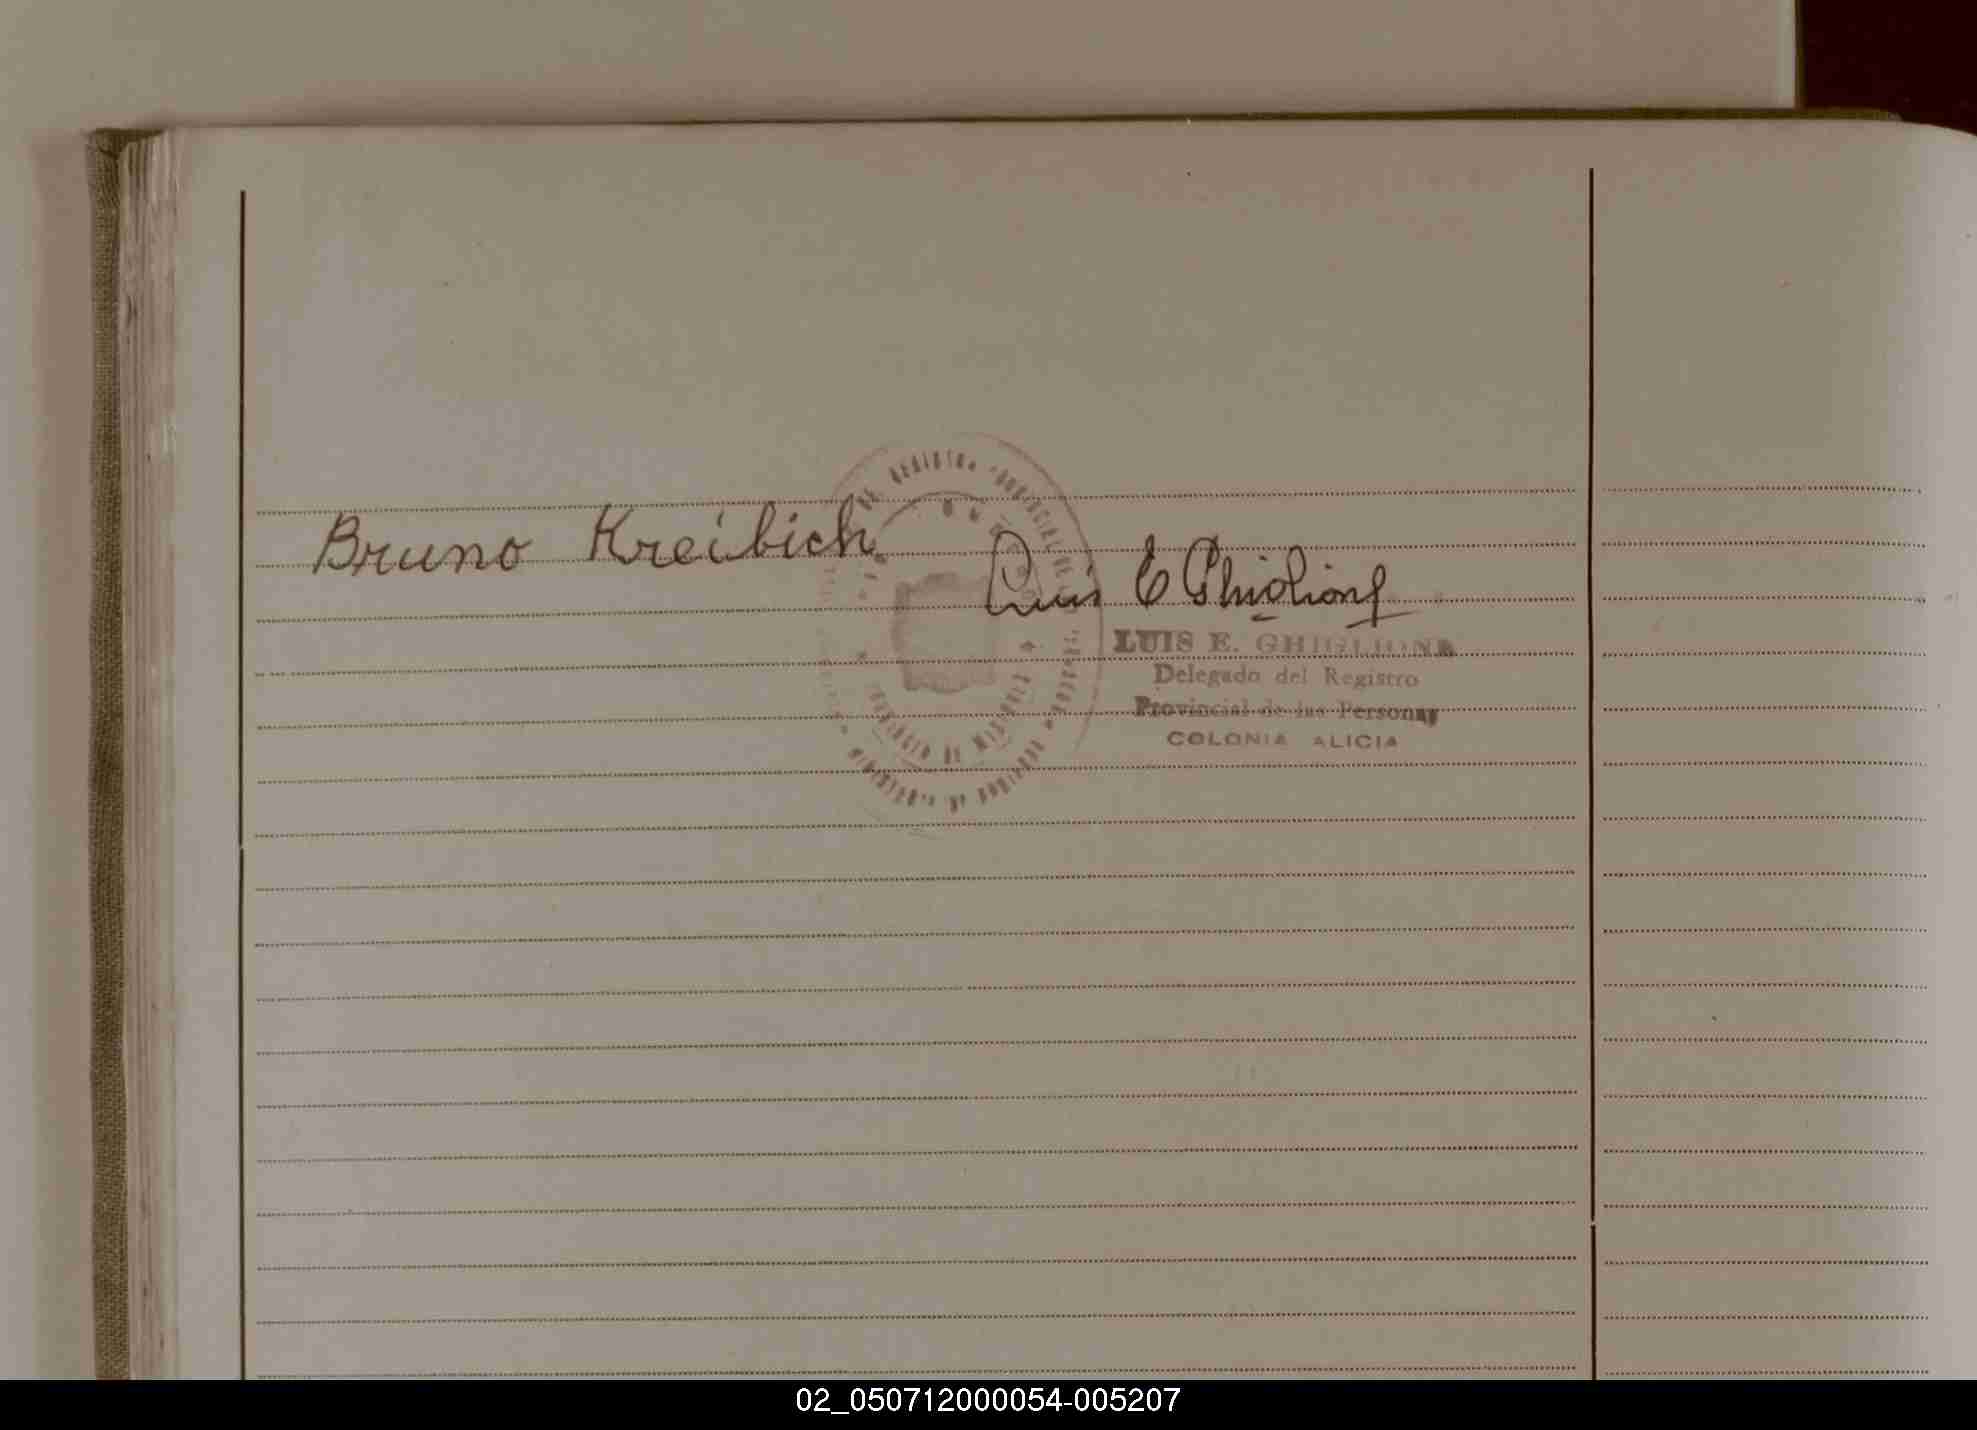 Bruno Kreibich
Luis E Ghiglione
LUIS E. GHIGLIONE
Delegado del Registro
Provincial de las Personas
COLONIA ALICIA
02_050712000054-005207